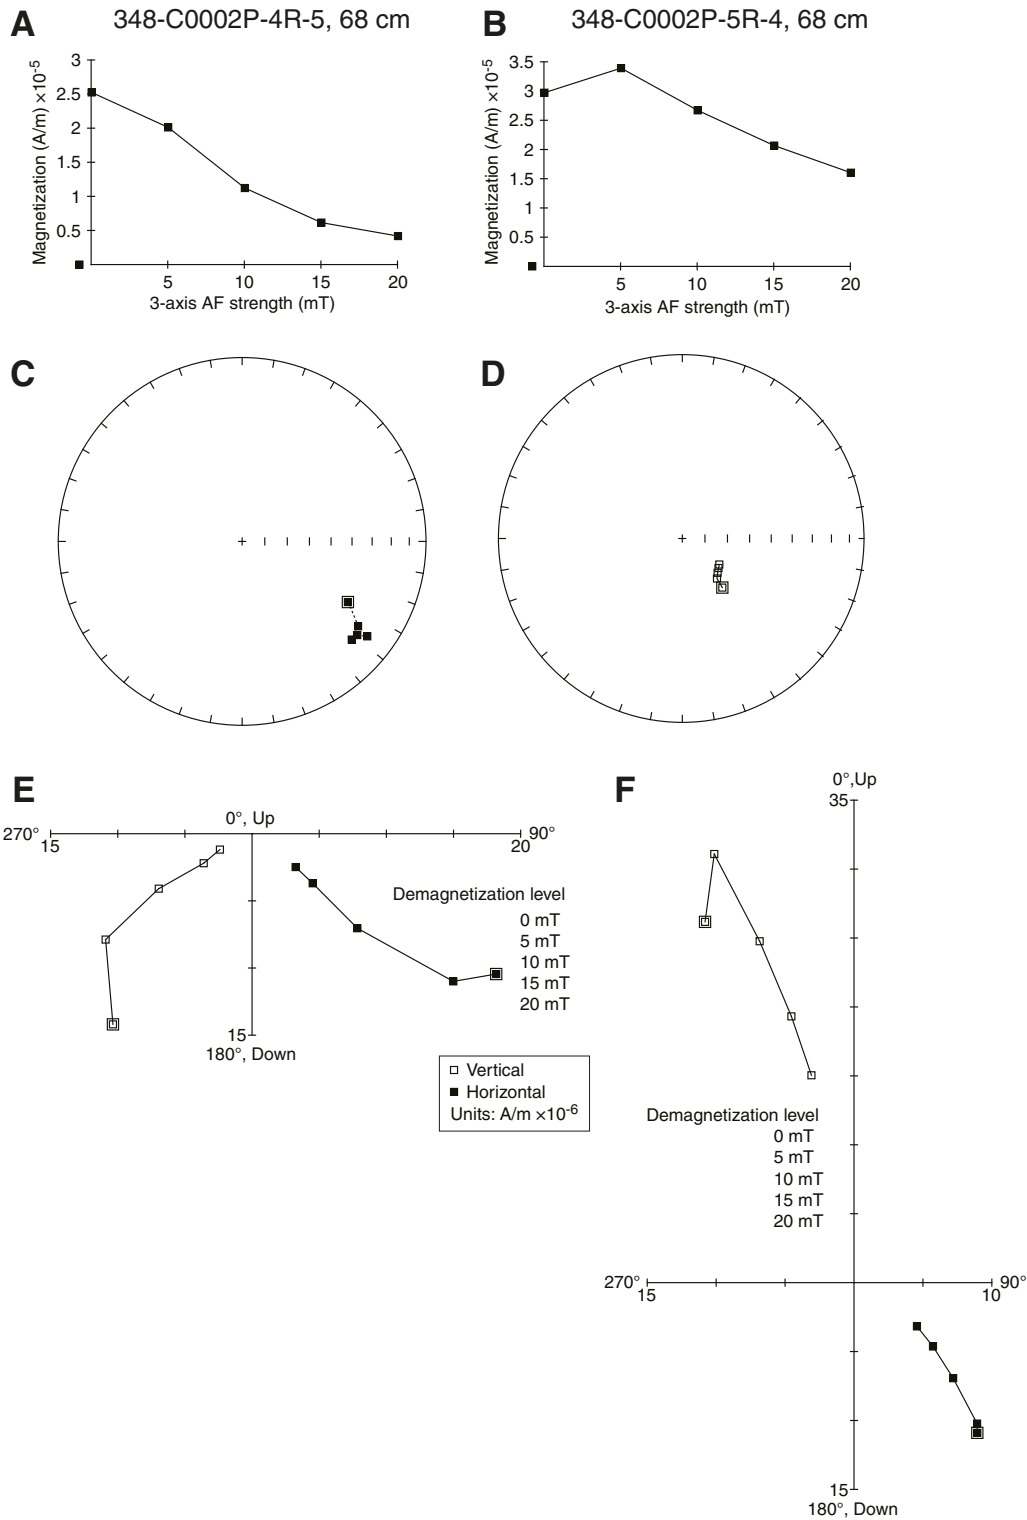 A 348-C0002P-4R-5, 68 cm
B 348-C0002P-5R-4, 68 cm
Magnetization (A/m) ×10-5
3
2.5
2
1.5
1
0.5
5 10 15 20
3-axis AF strength (mT)
Magnetization (A/m) ×10-5
3.5
3
2.5
2
1.5
1
0.5
5 10 15 20
3-axis AF strength (mT)
C
D
E
0°, Up
270° 90°
15 20
Demagnetization level
0 mT
5 mT
10 mT
15 mT
20 mT
15
180°, Down
Vertical
Horizontal
Units: A/m ×10-6
F
0°,Up
35
Demagnetization level
0 mT
5 mT
10 mT
15 mT
20 mT
270° 90°
15 10
15
180°, Down